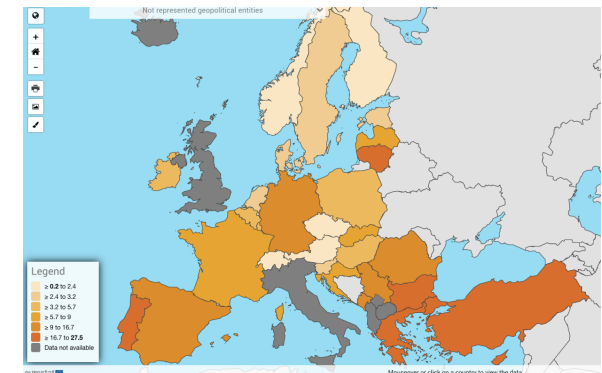 Not represented geopolitical entities
+
−
Legend
≥ 0.2 to 2.4
≥ 2.4 to 3.2
≥ 3.2 to 5.7
≥ 5.7 to 9
≥ 9 to 16.7
≥ 16.7 to 27.5
Data not available
eurostat
Mouseover or click on a country to view the data